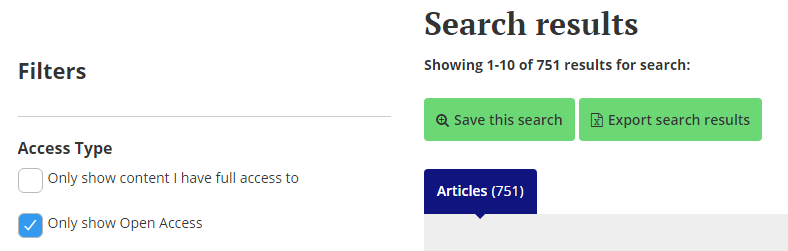 Filters
Access Type
Only show content I have full access to
Only show Open Access
Search results
Showing 1-10 of 751 results for search:
Save this search
Export search results
Articles (751)